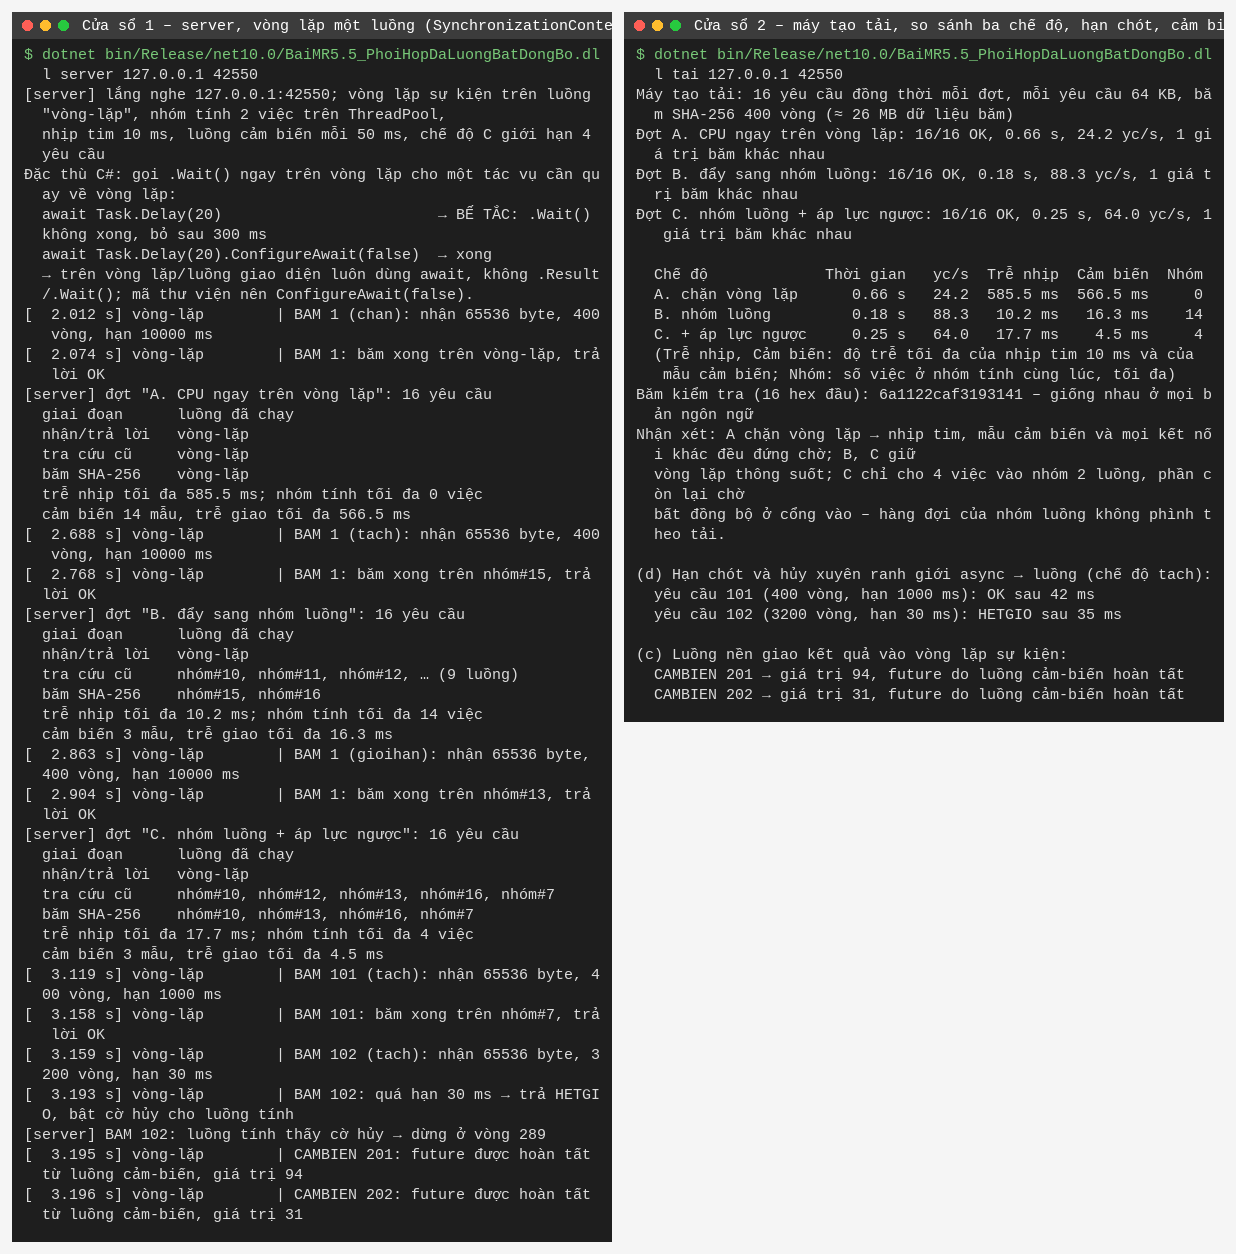 Cửa sổ 1 – server, vòng lặp một luồng (SynchronizationConte
$ dotnet bin/Release/net10.0/BaiMR5.5_PhoiHopDaLuongBatDongBo.dl
l server 127.0.0.1 42550
[server] lắng nghe 127.0.0.1:42550; vòng lặp sự kiện trên luồng
"vòng-lặp", nhóm tính 2 việc trên ThreadPool,
nhịp tim 10 ms, luồng cảm biến mỗi 50 ms, chế độ C giới hạn 4
yêu cầu
Đặc thù C#: gọi .Wait() ngay trên vòng lặp cho một tác vụ cần qu
ay về vòng lặp:
await Task.Delay(20)                        → BẾ TẮC: .Wait()
không xong, bỏ sau 300 ms
await Task.Delay(20).ConfigureAwait(false)  → xong
→ trên vòng lặp/luồng giao diện luôn dùng await, không .Result
/.Wait(); mã thư viện nên ConfigureAwait(false).
[  2.012 s] vòng-lặp        | BAM 1 (chan): nhận 65536 byte, 400
vòng, hạn 10000 ms
[  2.074 s] vòng-lặp        | BAM 1: băm xong trên vòng-lặp, trả
lời OK
[server] đợt "A. CPU ngay trên vòng lặp": 16 yêu cầu
giai đoạn      luồng đã chạy
nhận/trả lời   vòng-lặp
tra cứu cũ     vòng-lặp
băm SHA-256    vòng-lặp
trễ nhịp tối đa 585.5 ms; nhóm tính tối đa 0 việc
cảm biến 14 mẫu, trễ giao tối đa 566.5 ms
[  2.688 s] vòng-lặp        | BAM 1 (tach): nhận 65536 byte, 400
vòng, hạn 10000 ms
[  2.768 s] vòng-lặp        | BAM 1: băm xong trên nhóm#15, trả
lời OK
[server] đợt "B. đẩy sang nhóm luồng": 16 yêu cầu
giai đoạn      luồng đã chạy
nhận/trả lời   vòng-lặp
tra cứu cũ     nhóm#10, nhóm#11, nhóm#12, … (9 luồng)
băm SHA-256    nhóm#15, nhóm#16
trễ nhịp tối đa 10.2 ms; nhóm tính tối đa 14 việc
cảm biến 3 mẫu, trễ giao tối đa 16.3 ms
[  2.863 s] vòng-lặp        | BAM 1 (gioihan): nhận 65536 byte,
400 vòng, hạn 10000 ms
[  2.904 s] vòng-lặp        | BAM 1: băm xong trên nhóm#13, trả
lời OK
[server] đợt "C. nhóm luồng + áp lực ngược": 16 yêu cầu
giai đoạn      luồng đã chạy
nhận/trả lời   vòng-lặp
tra cứu cũ     nhóm#10, nhóm#12, nhóm#13, nhóm#16, nhóm#7
băm SHA-256    nhóm#10, nhóm#13, nhóm#16, nhóm#7
trễ nhịp tối đa 17.7 ms; nhóm tính tối đa 4 việc
cảm biến 3 mẫu, trễ giao tối đa 4.5 ms
[  3.119 s] vòng-lặp        | BAM 101 (tach): nhận 65536 byte, 4
00 vòng, hạn 1000 ms
[  3.158 s] vòng-lặp        | BAM 101: băm xong trên nhóm#7, trả
lời OK
[  3.159 s] vòng-lặp        | BAM 102 (tach): nhận 65536 byte, 3
200 vòng, hạn 30 ms
[  3.193 s] vòng-lặp        | BAM 102: quá hạn 30 ms → trả HETGI
O, bật cờ hủy cho luồng tính
[server] BAM 102: luồng tính thấy cờ hủy → dừng ở vòng 289
[  3.195 s] vòng-lặp        | CAMBIEN 201: future được hoàn tất
từ luồng cảm-biến, giá trị 94
[  3.196 s] vòng-lặp        | CAMBIEN 202: future được hoàn tất
từ luồng cảm-biến, giá trị 31
Cửa sổ 2 – máy tạo tải, so sánh ba chế độ, hạn chót, cảm bi
$ dotnet bin/Release/net10.0/BaiMR5.5_PhoiHopDaLuongBatDongBo.dl
l tai 127.0.0.1 42550
Máy tạo tải: 16 yêu cầu đồng thời mỗi đợt, mỗi yêu cầu 64 KB, bă
m SHA-256 400 vòng (≈ 26 MB dữ liệu băm)
Đợt A. CPU ngay trên vòng lặp: 16/16 OK, 0.66 s, 24.2 yc/s, 1 gi
á trị băm khác nhau
Đợt B. đẩy sang nhóm luồng: 16/16 OK, 0.18 s, 88.3 yc/s, 1 giá t
rị băm khác nhau
Đợt C. nhóm luồng + áp lực ngược: 16/16 OK, 0.25 s, 64.0 yc/s, 1
giá trị băm khác nhau
Chế độ             Thời gian   yc/s  Trễ nhịp  Cảm biến  Nhóm
A. chặn vòng lặp      0.66 s   24.2  585.5 ms  566.5 ms     0
B. nhóm luồng         0.18 s   88.3   10.2 ms   16.3 ms    14
C. + áp lực ngược     0.25 s   64.0   17.7 ms    4.5 ms     4
(Trễ nhịp, Cảm biến: độ trễ tối đa của nhịp tim 10 ms và của
mẫu cảm biến; Nhóm: số việc ở nhóm tính cùng lúc, tối đa)
Băm kiểm tra (16 hex đầu): 6a1122caf3193141 – giống nhau ở mọi b
ản ngôn ngữ
Nhận xét: A chặn vòng lặp → nhịp tim, mẫu cảm biến và mọi kết nố
i khác đều đứng chờ; B, C giữ
vòng lặp thông suốt; C chỉ cho 4 việc vào nhóm 2 luồng, phần c
òn lại chờ
bất đồng bộ ở cổng vào – hàng đợi của nhóm luồng không phình t
heo tải.
(d) Hạn chót và hủy xuyên ranh giới async → luồng (chế độ tach):
yêu cầu 101 (400 vòng, hạn 1000 ms): OK sau 42 ms
yêu cầu 102 (3200 vòng, hạn 30 ms): HETGIO sau 35 ms
(c) Luồng nền giao kết quả vào vòng lặp sự kiện:
CAMBIEN 201 → giá trị 94, future do luồng cảm-biến hoàn tất
CAMBIEN 202 → giá trị 31, future do luồng cảm-biến hoàn tất